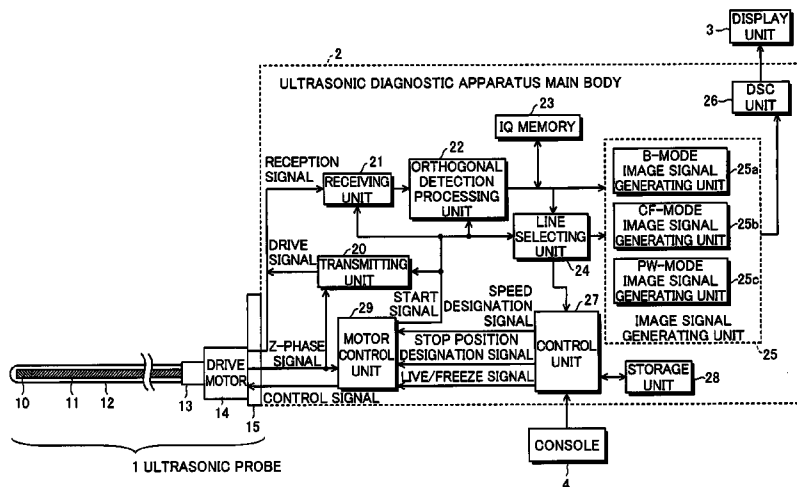 3
DISPLAY
UNIT
2
ULTRASONIC DIAGNOSTIC APPARATUS MAIN BODY
26
DSC
UNIT
23
IQ MEMORY
22
ORTHOGONAL
DETECTION
PROCESSING
UNIT
RECEPTION
SIGNAL
21
RECEIVING
UNIT
B-MODE
IMAGE SIGNAL
GENERATING UNIT
25a
CF-MODE
IMAGE SIGNAL
GENERATING UNIT
25b
PW-MODE
IMAGE SIGNAL
GENERATING UNIT
25c
IMAGE SIGNAL
GENERATING UNIT
25
LINE
SELECTING
UNIT
24
DRIVE
SIGNAL
20
TRANSMITTING
UNIT
START
SIGNAL
SPEED
DESIGNATION
SIGNAL
27
CONTROL
UNIT
29
MOTOR
CONTROL
UNIT
STOP POSITION
DESIGNATION SIGNAL
LIVE/FREEZE SIGNAL
Z-PHASE
SIGNAL
STORAGE
UNIT
28
DRIVE
MOTOR
CONTROL SIGNAL
10
11
12
13
14
15
CONSOLE
4
1 ULTRASONIC PROBE